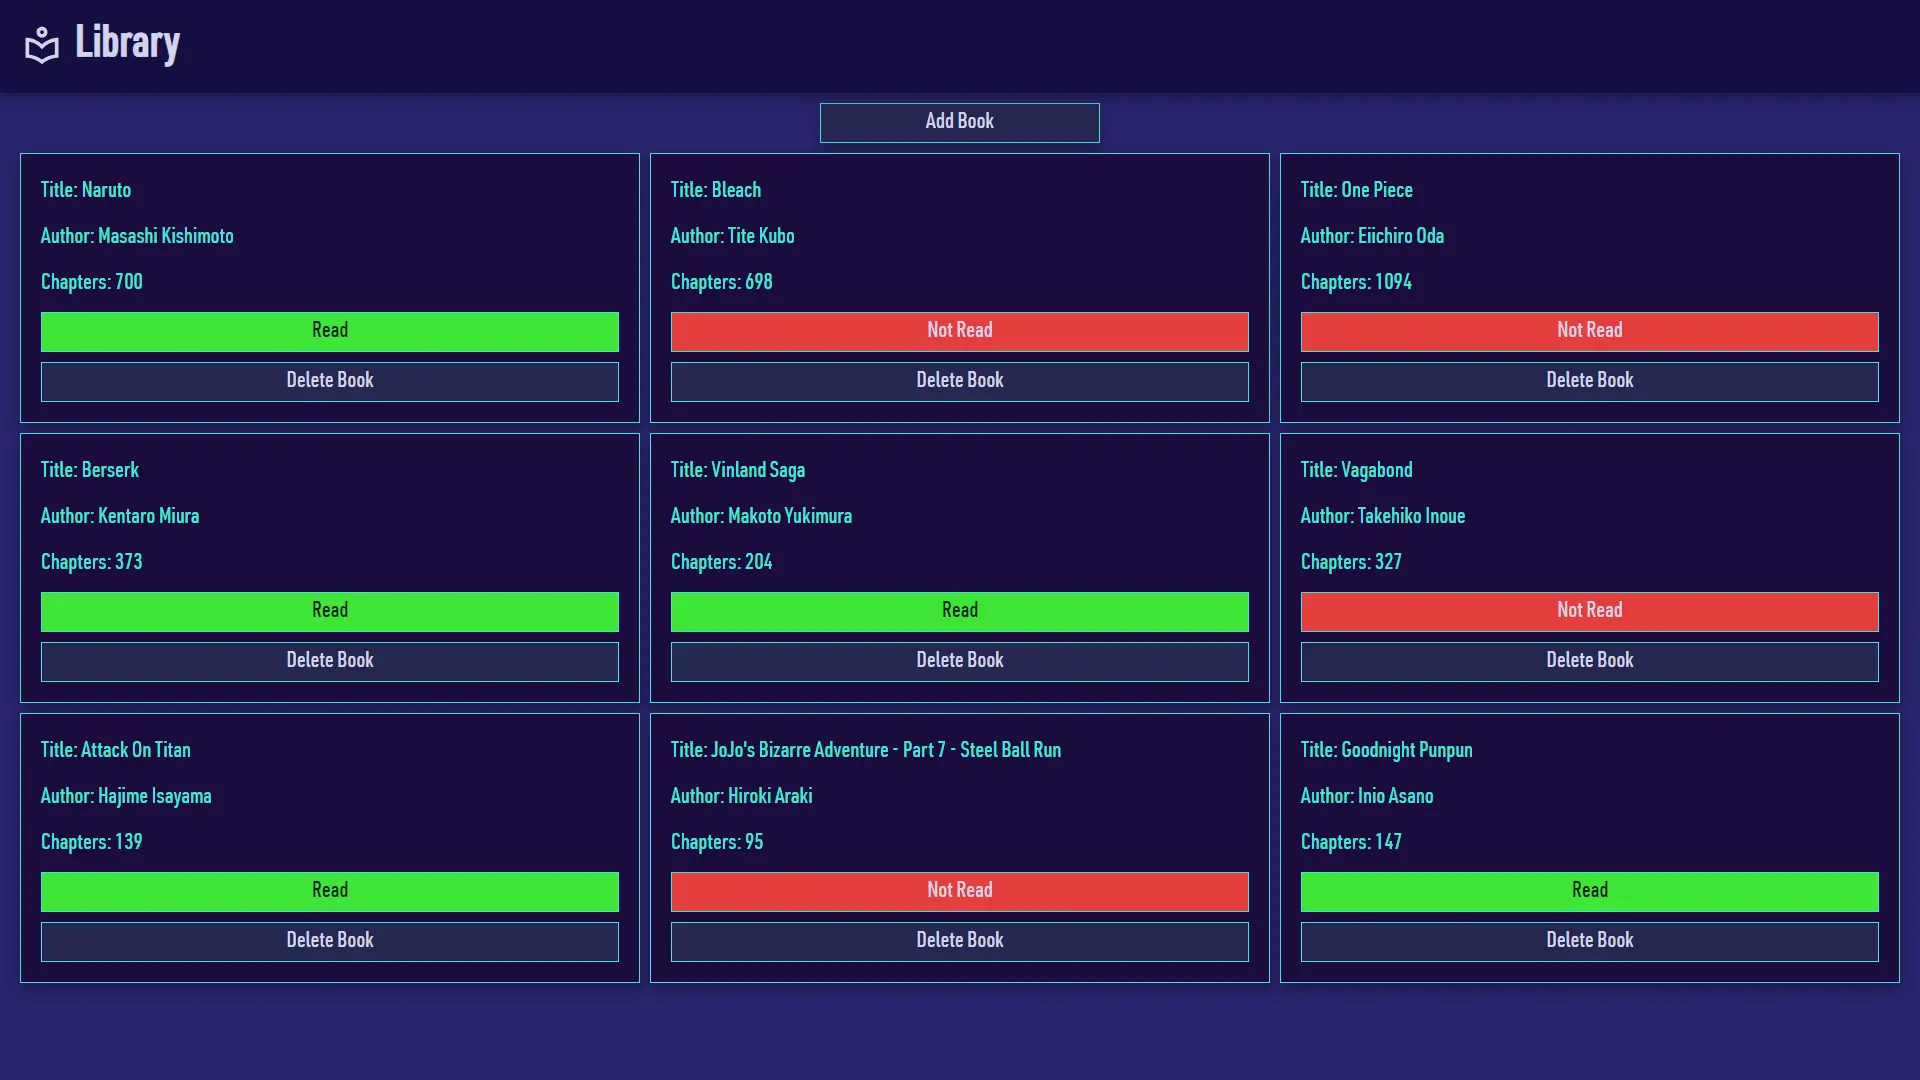 Library
Add Book
Title: Naruto
Author: Masashi Kishimoto
Chapters: 700
Read
Delete Book
Title: Bleach
Author: Tite Kubo
Chapters: 698
Not Read
Delete Book
Title: One Piece
Author: Eiichiro Oda
Chapters: 1094
Not Read
Delete Book
Title: Berserk
Author: Kentaro Miura
Chapters: 373
Read
Delete Book
Title: Vinland Saga
Author: Makoto Yukimura
Chapters: 204
Read
Delete Book
Title: Vagabond
Author: Takehiko Inoue
Chapters: 327
Not Read
Delete Book
Title: Attack On Titan
Author: Hajime Isayama
Chapters: 139
Read
Delete Book
Title: JoJo's Bizarre Adventure - Part 7 - Steel Ball Run
Author: Hiroki Araki
Chapters: 95
Not Read
Delete Book
Title: Goodnight Punpun
Author: Inio Asano
Chapters: 147
Read
Delete Book